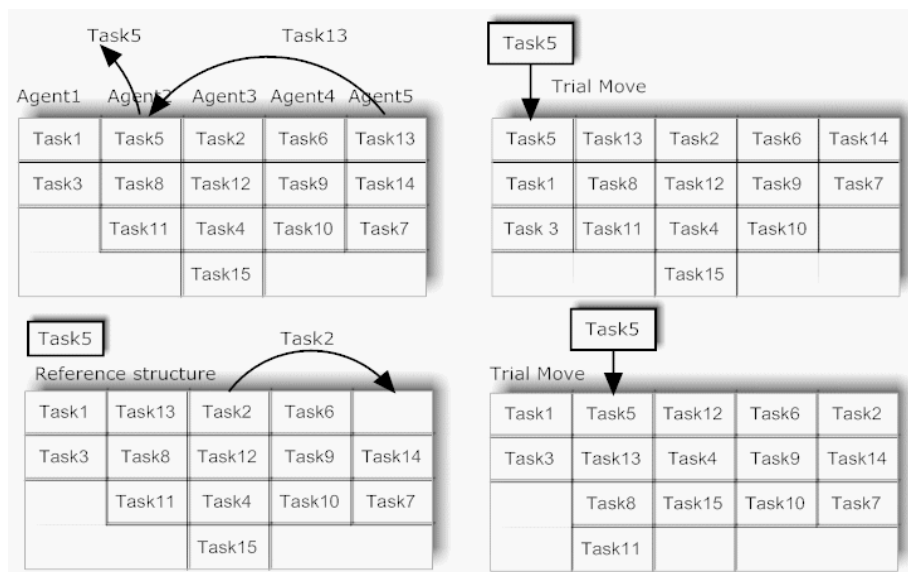 Task5 Task13
Agent1 Agent2 Agent3 Agent4 Agent5
Task1 Task5 Task2 Task6 Task13
Task3 Task8 Task12 Task9 Task14
Task11 Task4 Task10 Task7
Task15
Task5
Trial Move
Task5 Task13 Task2 Task6 Task14
Task1 Task8 Task12 Task9 Task7
Task 3 Task11 Task4 Task10
Task15
Task5 Task2
Reference structure
Task1 Task13 Task2 Task6
Task3 Task8 Task12 Task9 Task14
Task11 Task4 Task10 Task7
Task15
Task5
Trial Move
Task1 Task5 Task12 Task6 Task2
Task3 Task13 Task4 Task9 Task14
Task8 Task15 Task10 Task7
Task11